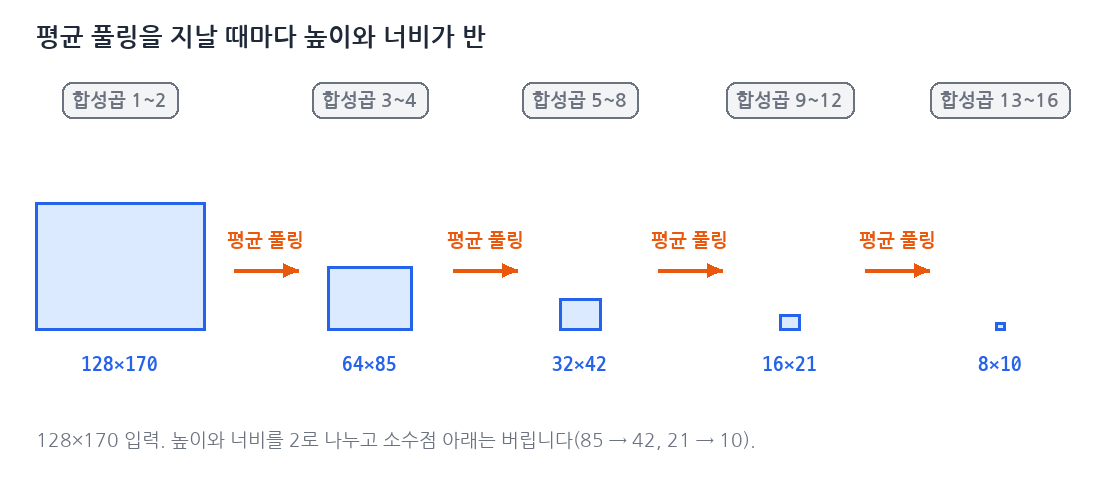 평균 풀링을 지날 때마다 높이와 너비가 반
합성곱 1~2
합성곱 3~4
합성곱 5~8
합성곱 9~12
합성곱 13~16
평균 풀링
평균 풀링
평균 풀링
평균 풀링
128×170
64×85
32×42
16×21
8×10
128×170 입력. 높이와 너비를 2로 나누고 소수점 아래는 버립니다(85 → 42, 21 → 10).